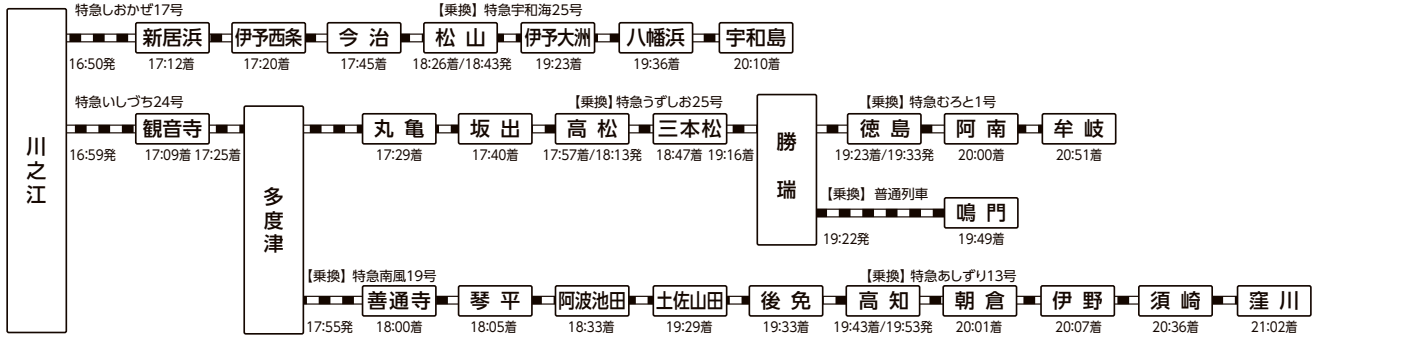 特急しおかぜ17号 【乗換】特急宇和海25号
新居浜 伊予西条 今治 松山 伊予大洲 八幡浜 宇和島
16:50発 17:12着 17:20着 17:45着 18:26着/18:43発 19:23着 19:36着 20:10着
川之江
特急いしづち24号 【乗換】特急うずしお25号 【乗換】特急むろと1号
観音寺 丸亀 坂出 高松 三本松 徳島 阿南 牟岐
16:59発 17:09着 17:25着 17:29着 17:40着 17:57着/18:13発 18:47着 19:16着 19:23着/19:33発 20:00着 20:51着
多度津
勝瑞
【乗換】 普通列車
鳴門
19:22発 19:49着
【乗換】特急南風19号 【乗換】特急あしずり13号
善通寺 琴平 阿波池田 土佐山田 後免 高知 朝倉 伊野 須崎 窪川
17:55発 18:00着 18:05着 18:33着 19:29着 19:33着 19:43着/19:53発 20:01着 20:07着 20:36着 21:02着